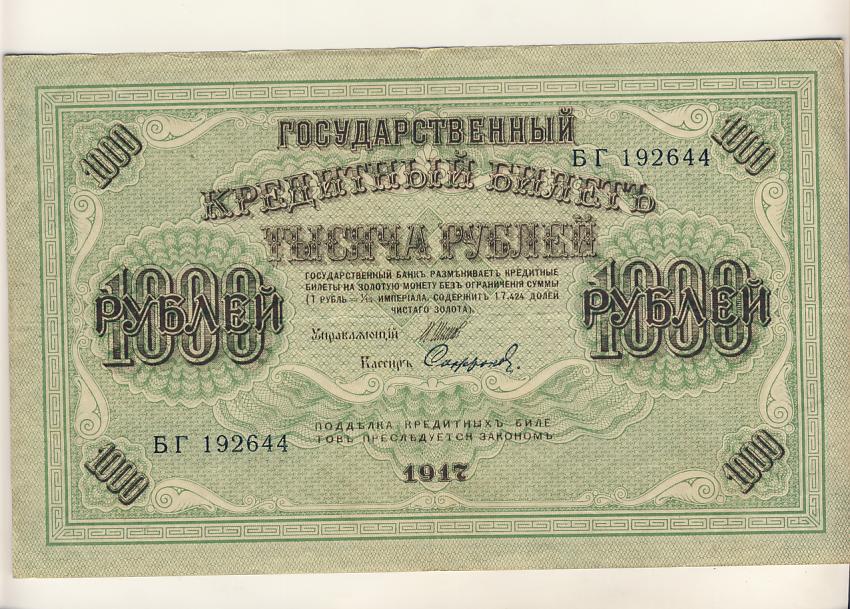 1000
1000
ГОСУДАРСТВЕННЫЙ
БГ 192644
КРЕДИТНЫЙ БИЛЕТЪ
ТЫСЯЧА РУБЛЕЙ
ГОСУДАРСТВЕННЫЙ БАНКЪ РАЗМѢНИВАЕТЪ КРЕДИТНЫЕ
БИЛЕТЫ НА ЗОЛОТУЮ МОНЕТУ БЕЗЪ ОГРАНИЧЕНІЯ СУММЫ
(1 РУБЛЬ = 1/15 ИМПЕРІАЛА, СОДЕРЖИТЪ 17,424 ДОЛЕЙ
ЧИСТАГО ЗОЛОТА).
1000 РУБЛЕЙ
1000 РУБЛЕЙ
Управляющій
Кассиръ Сафронов
ПОДДѢЛКА КРЕДИТНЫХЪ БИЛЕ
ТОВЪ ПРЕСЛѢДУЕТСЯ ЗАКОНОМЪ
БГ 192644
1917
1000
1000